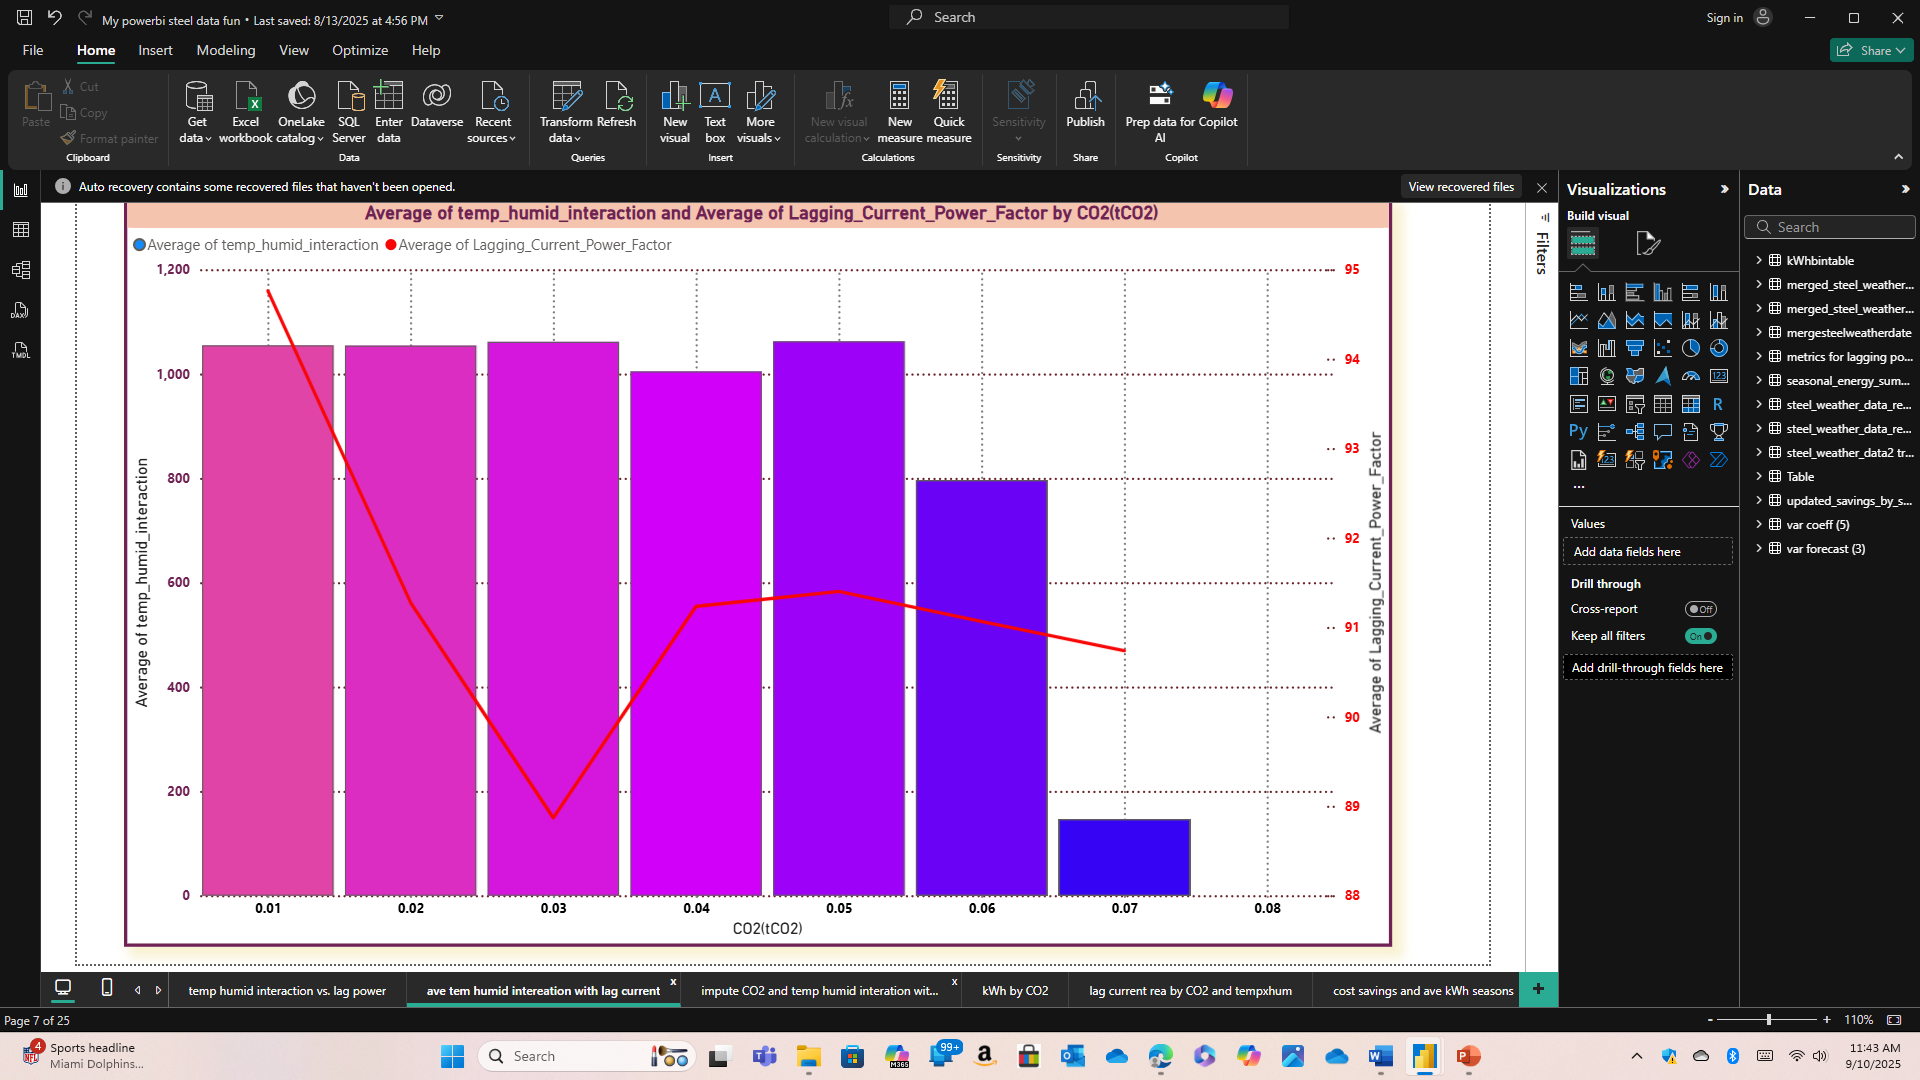 My powerbi steel data fun • Last saved: 8/13/2025 at 4:56 PM
Search
Sign in
File
Home
Insert
Modeling
View
Optimize
Help
Share
Paste
Cut
Copy
Format painter
Clipboard
Get data
Excel workbook
OneLake catalog
SQL Server
Enter data
Dataverse
Recent sources
Data
Transform data
Refresh
Queries
New visual
Text box
More visuals
Insert
New visual calculation
New measure
Quick measure
Calculations
Sensitivity
Sensitivity
Publish
Share
Prep data for AI
Copilot
Copilot
Auto recovery contains some recovered files that haven't been opened.
View recovered files
Average of temp_humid_interaction and Average of Lagging_Current_Power_Factor by CO2(tCO2)
Average of temp_humid_interaction
Average of Lagging_Current_Power_Factor
Average of temp_humid_interaction
1,200
1,000
800
600
400
200
0
95
94
93
92
91
90
89
88
Average of Lagging_Current_Power_Factor
0.01 0.02 0.03 0.04 0.05 0.06 0.07 0.08
CO2(tCO2)
Filters
Visualizations
Build visual
123
R
Py
123
...
Values
Add data fields here
Drill through
Cross-report
Off
Keep all filters
On
Add drill-through fields here
Data
Search
kWhbintable
merged_steel_weather...
merged_steel_weather...
mergesteelweatherdate
metrics for lagging po...
seasonal_energy_sum...
steel_weather_data_re...
steel_weather_data_re...
steel_weather_data2 tr...
Table
updated_savings_by_s...
var coeff (5)
var forecast (3)
DAX
TMDL
temp humid interaction vs. lag power
ave tem humid intereation with lag current
x
impute CO2 and temp humid interation wit...
x
kWh by CO2
lag current rea by CO2 and tempxhum
cost savings and ave kWh seasons
+
Page 7 of 25
- + 110%
4
NFL
Sports headline
Miami Dolphins...
Search
M365
99+
11:43 AM
9/10/2025